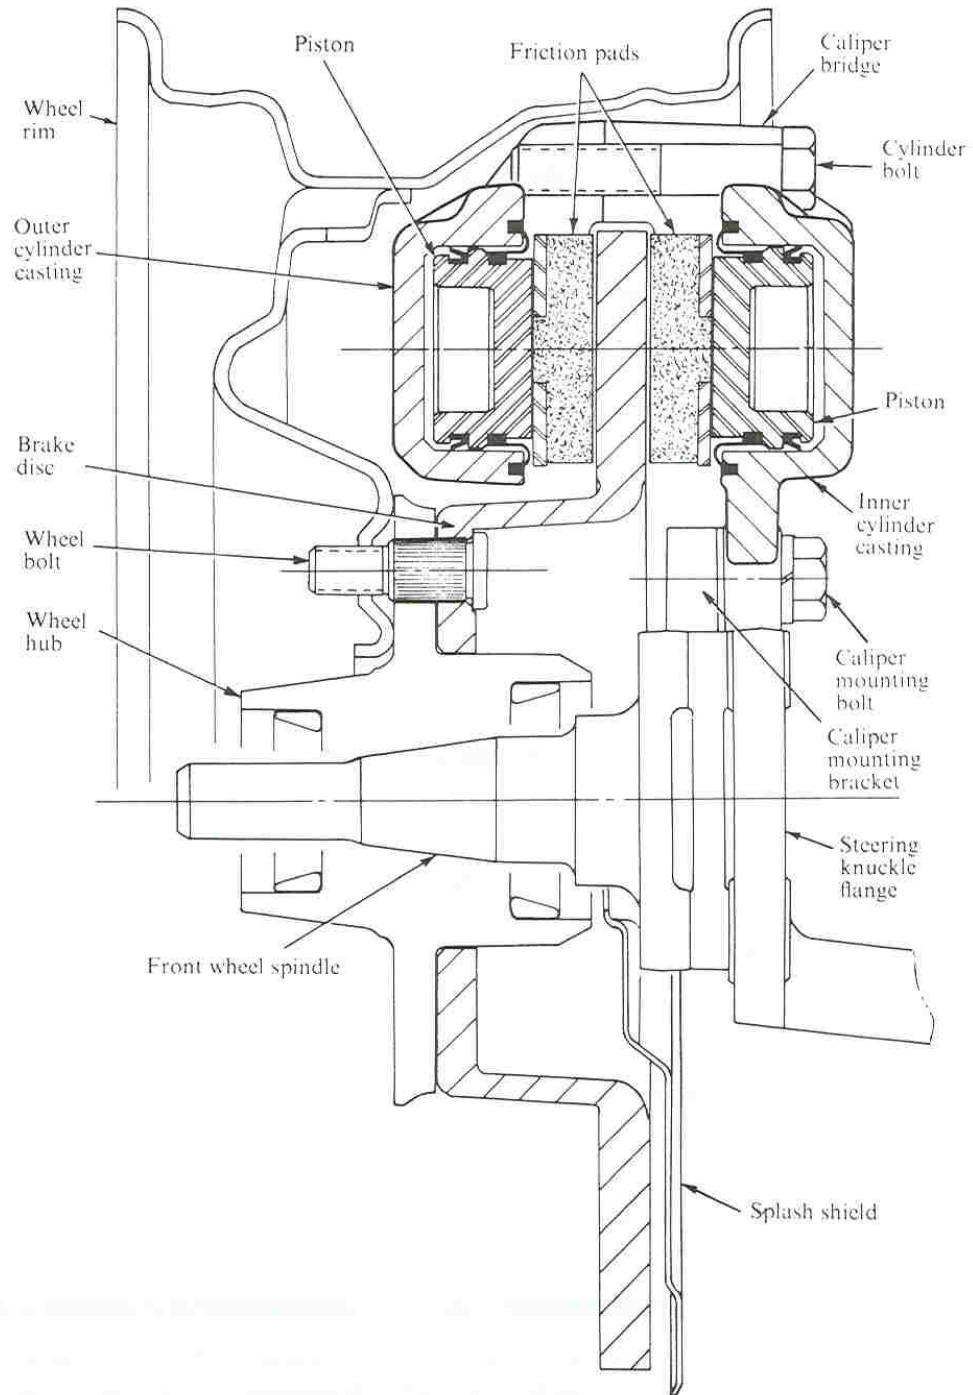 Piston
Friction pads
Caliper
bridge
Wheel
rim
Cylinder
bolt
Outer
cylinder
casting
Piston
Brake
disc
Inner
cylinder
casting
Wheel
bolt
Wheel
hub
Caliper
mounting
bolt
Caliper
mounting
bracket
Steering
knuckle
flange
Front wheel spindle
Splash shield